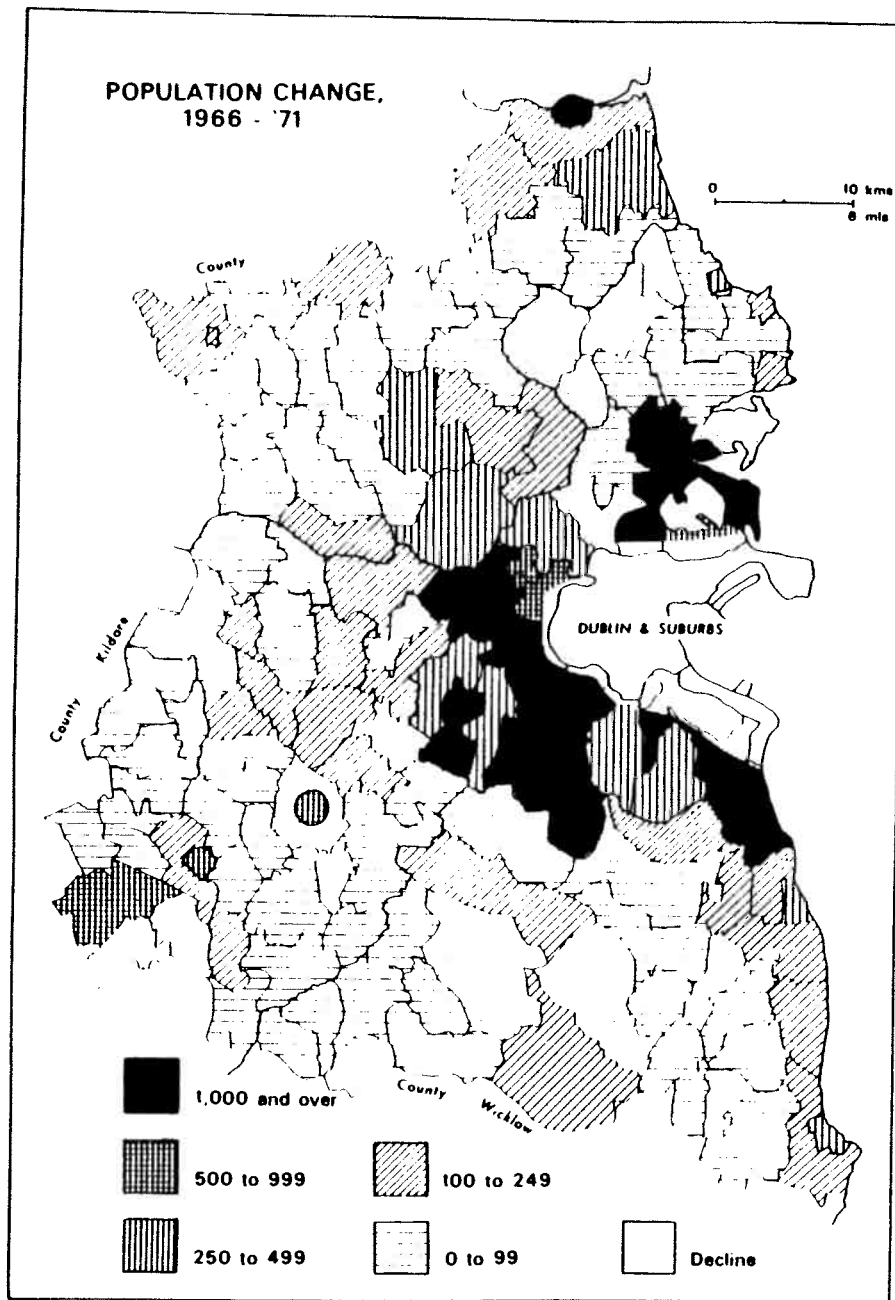 POPULATION CHANGE,
1966 - '71
0 10 kms
6 mls
County
County Kildare
DUBLIN & SUBURBS
County Wicklow
1,000 and over
500 to 999
100 to 249
250 to 499
0 to 99
Decline